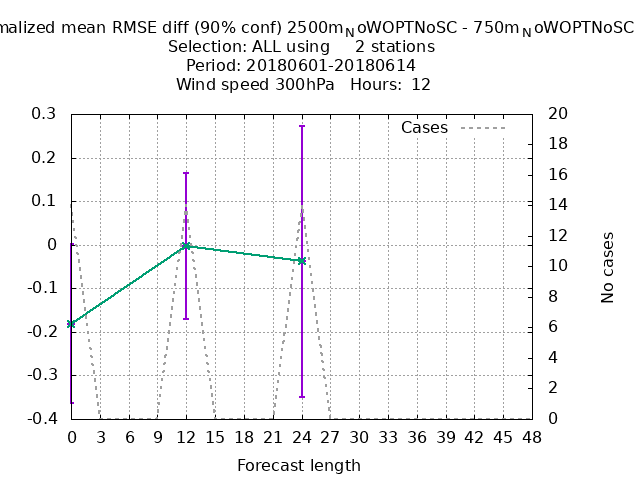 malized mean RMSE diff (90% conf) 2500mNoWOPTNoSC - 750mNoWOPTNoSC
Selection: ALL using 2 stations
Period: 20180601-20180614
Wind speed 300hPa Hours: 12
Cases
0.3
0.2
0.1
0
-0.1
-0.2
-0.3
-0.4
20
18
16
14
12
10
8
6
4
2
0
No cases
0 3 6 9 12 15 18 21 24 27 30 33 36 39 42 45 48
Forecast length